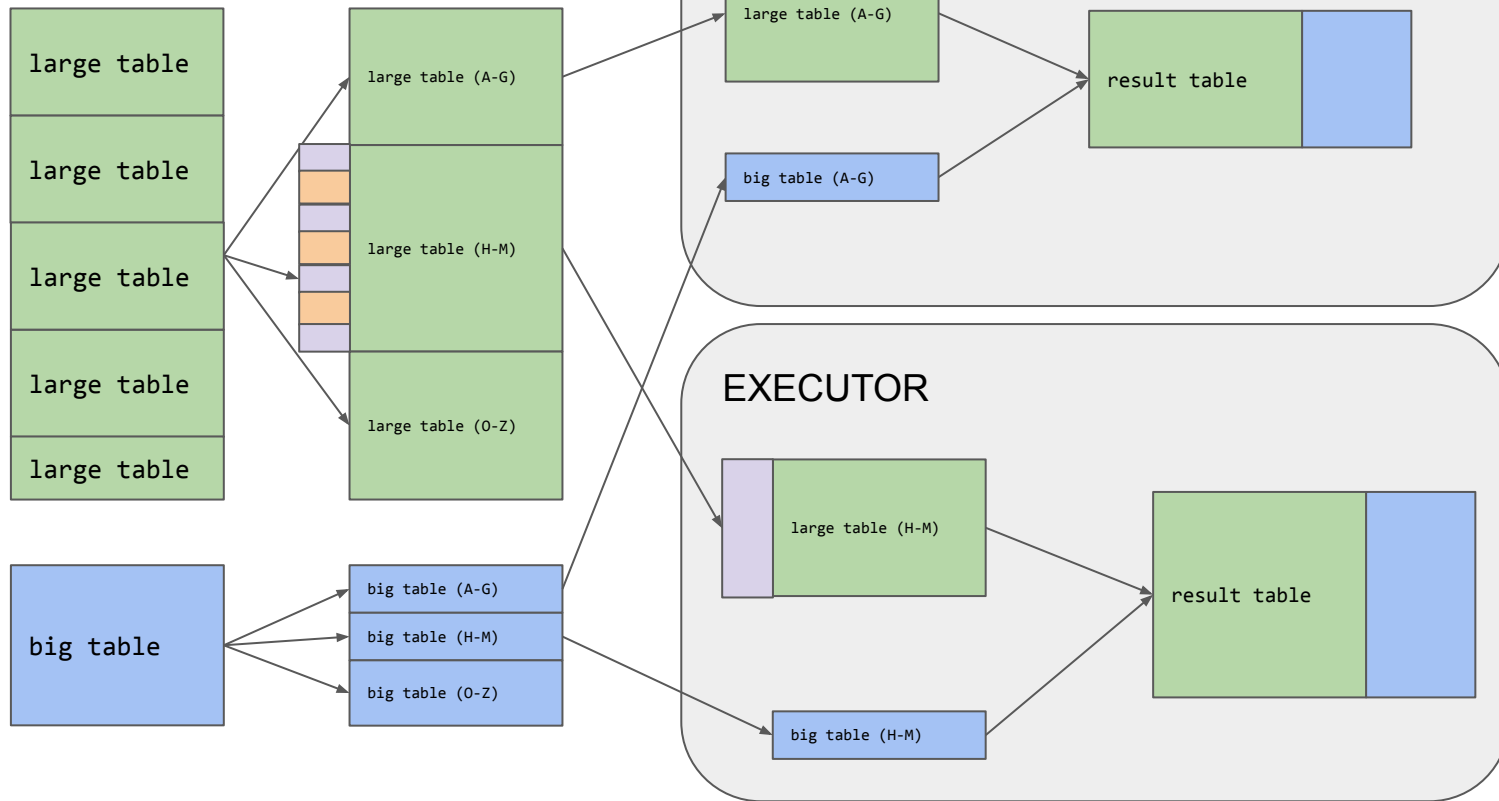 large table
large table
large table
large table
large table
big table
large table (A-G)
large table (H-M)
large table (O-Z)
big table (A-G)
big table (H-M)
big table (O-Z)
large table (A-G)
big table (A-G)
result table
EXECUTOR
large table (H-M)
big table (H-M)
result table